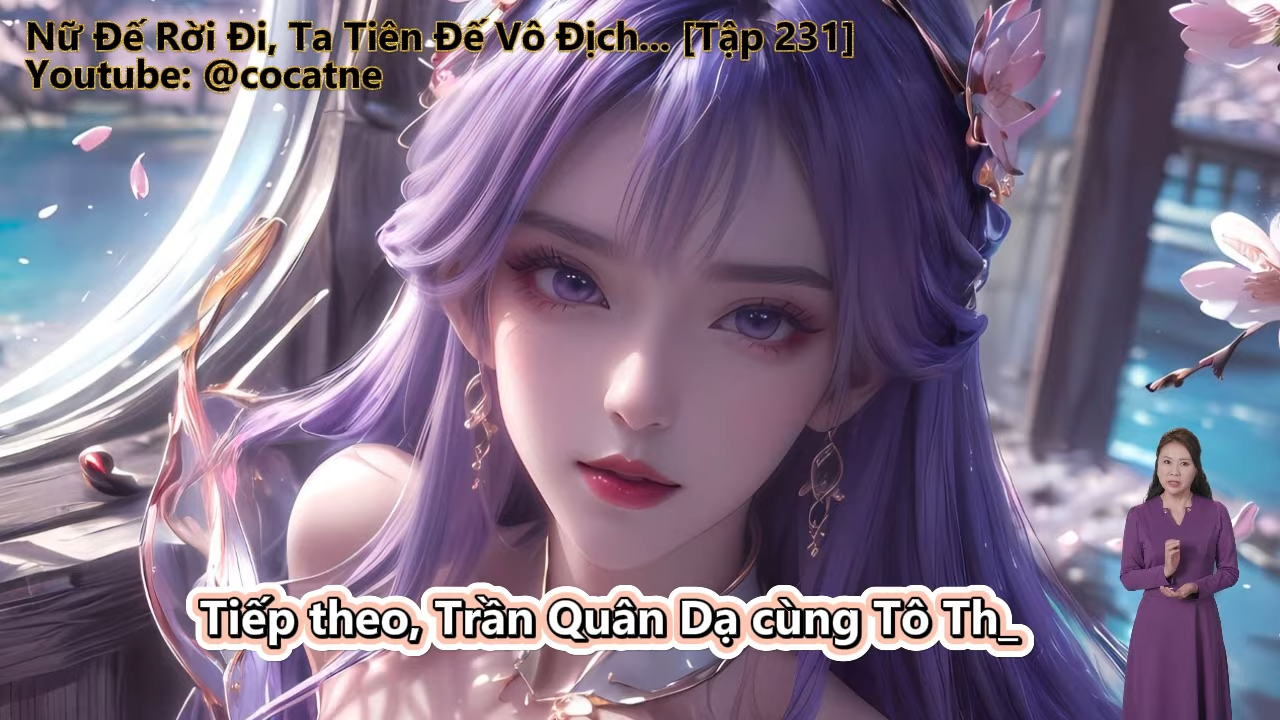 Nữ Đế Rời Đi, Ta Tiên Đế Vô Địch... [Tập 231]
Youtube: @cocatne
Tiếp theo, Trần Quân Dạ cùng Tô Th_